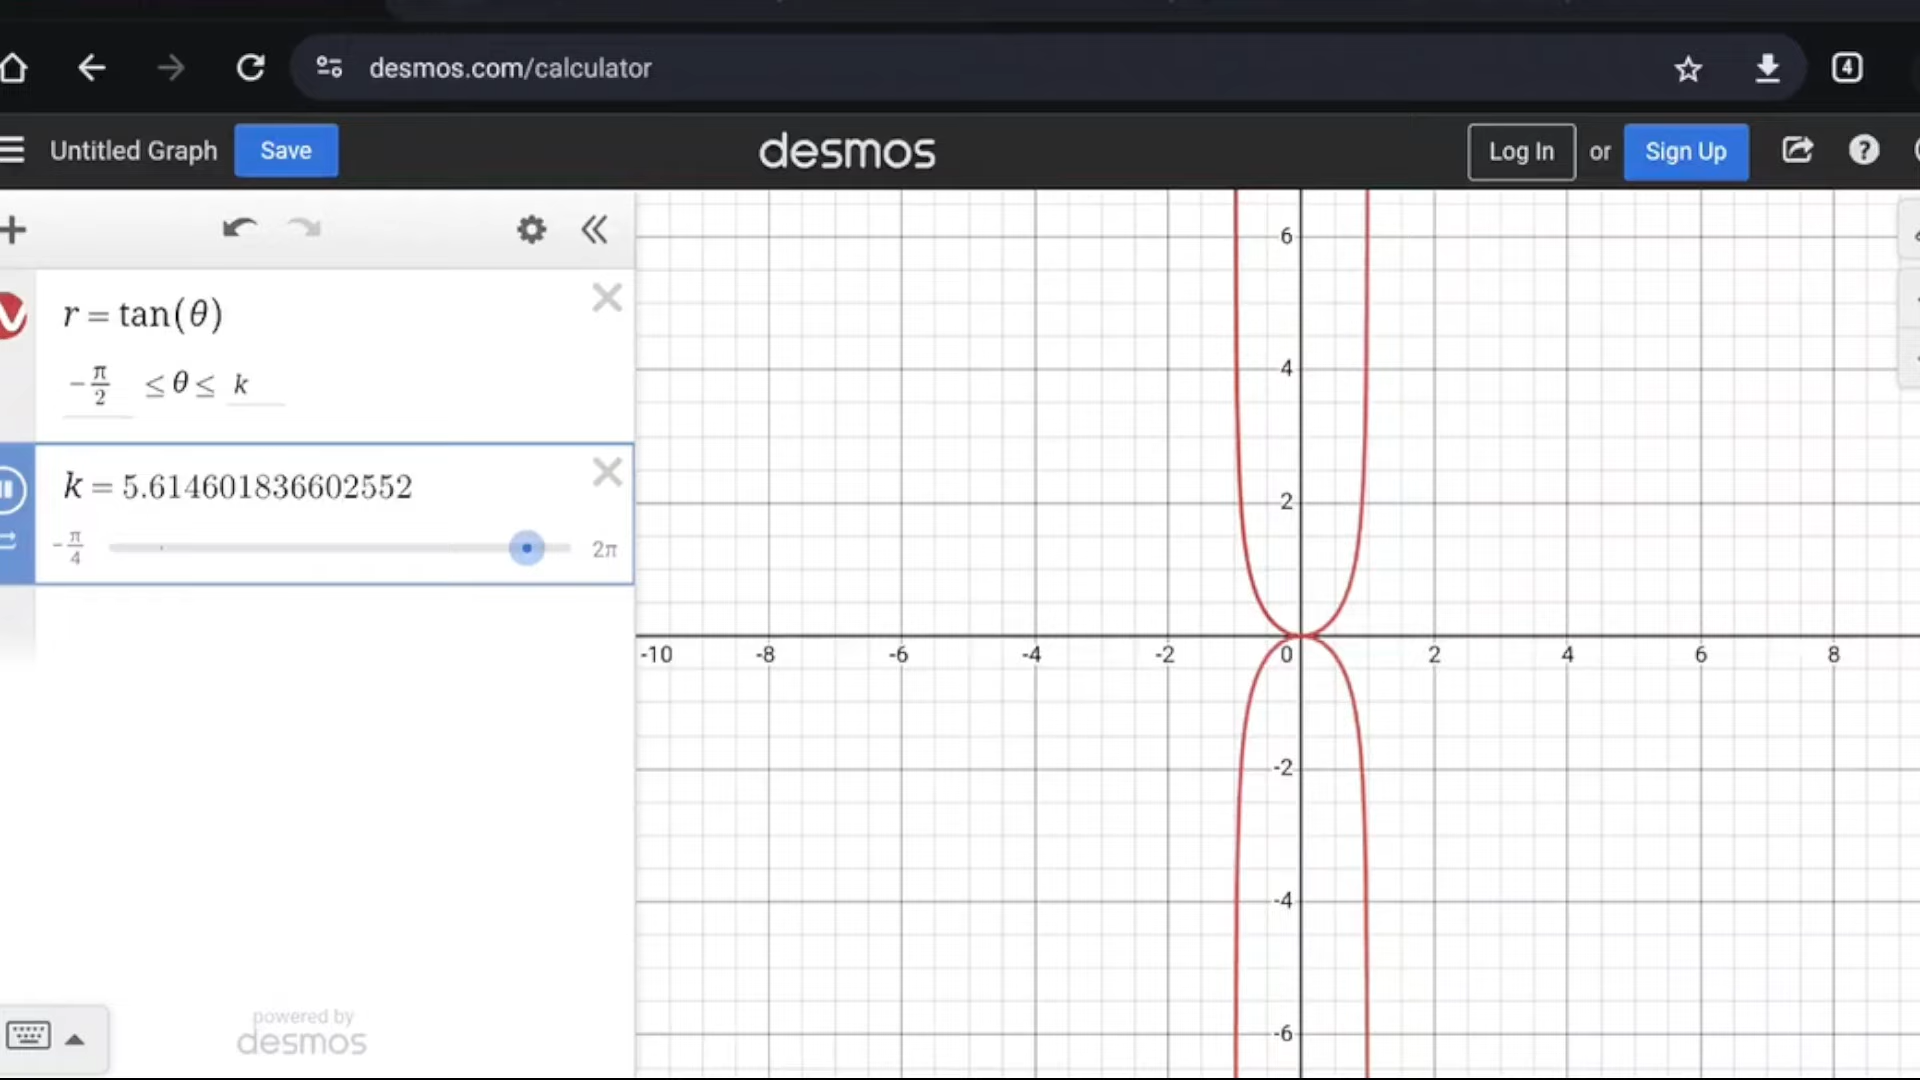 desmos.com/calculator
4
Untitled Graph
Save
desmos
Log In
or
Sign Up
?
r = tan(θ)
-π/2 ≤ θ ≤ k
k = 5.614601836602552
-π/4
2π
powered by
desmos
6
4
2
-10
-8
-6
-4
-2
0
2
4
6
8
-2
-4
-6